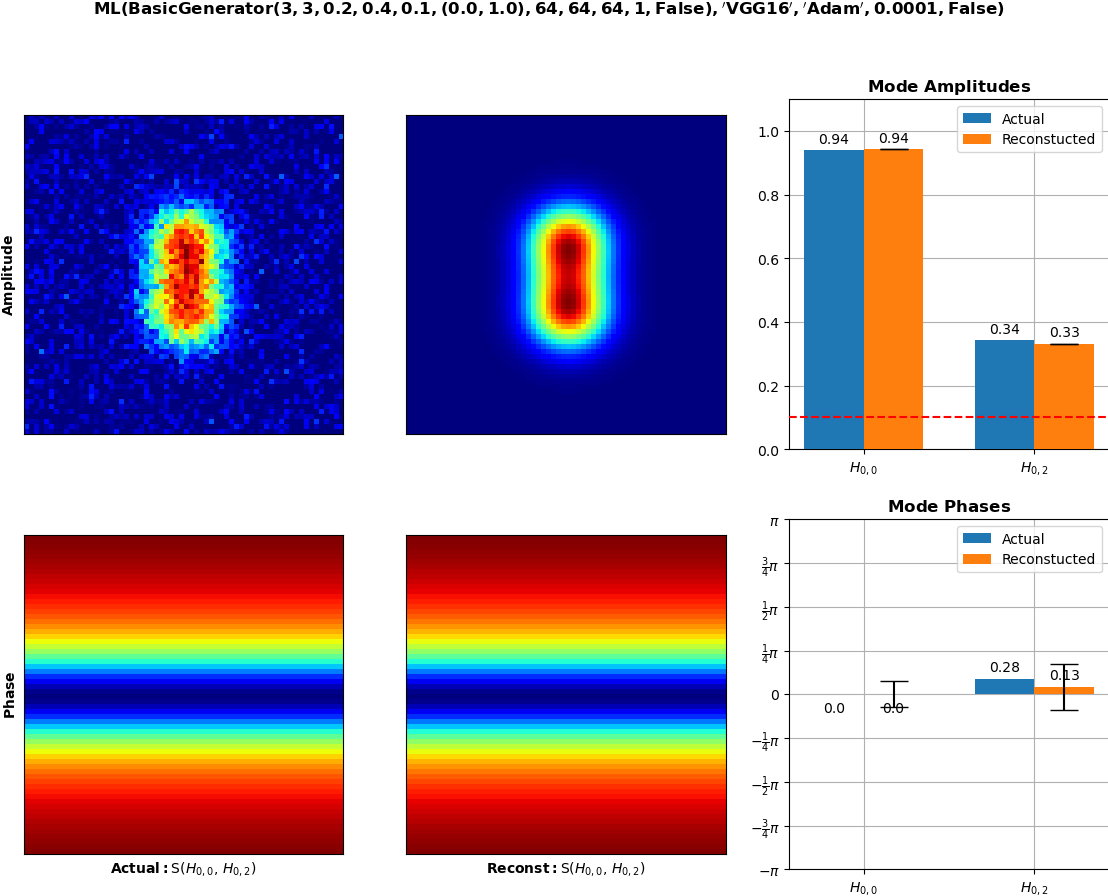 ML(BasicGenerator(3, 3, 0.2, 0.4, 0.1, (0.0, 1.0), 64, 64, 64, 1, False), ′VGG16′, ′Adam′, 0.0001, False)
Amplitude
Mode Amplitudes
Actual
Reconstucted
1.0
0.8
0.6
0.4
0.2
0.0
0.94
0.94
0.34
0.33
H0,0
H0,2
Phase
Actual: S(H0,0, H0,2)
Reconst: S(H0,0, H0,2)
Mode Phases
Actual
Reconstucted
π
3/4π
1/2π
1/4π
0
−1/4π
−1/2π
−3/4π
−π
0.0
0.0
0.28
0.13
H0,0
H0,2